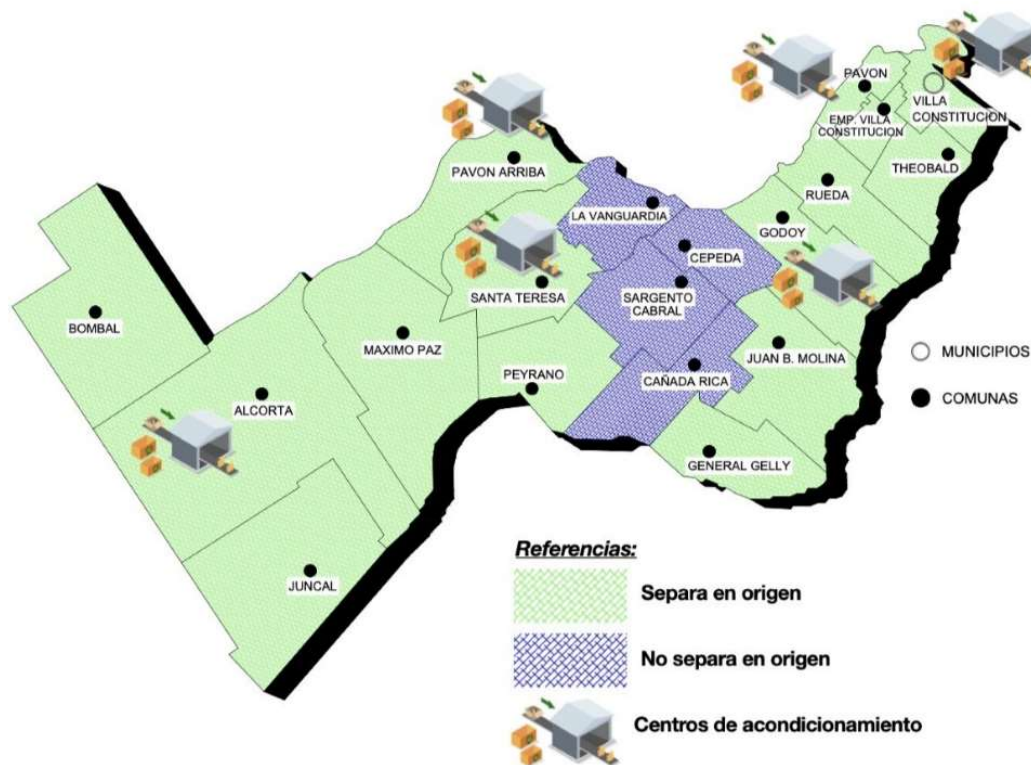 PAVON
VILLA
CONSTITUCION
EMP. VILLA
CONSTITUCION
THEOBALD
PAVON ARRIBA
RUEDA
LA VANGUARDIA
GODOY
CEPEDA
SANTA TERESA
SARGENTO
CABRAL
BOMBAL
MAXIMO PAZ
JUAN B. MOLINA
MUNICIPIOS
PEYRANO
CAÑADA RICA
COMUNAS
ALCORTA
GENERAL GELLY
JUNCAL
Referencias:
Separa en origen
No separa en origen
Centros de acondicionamiento